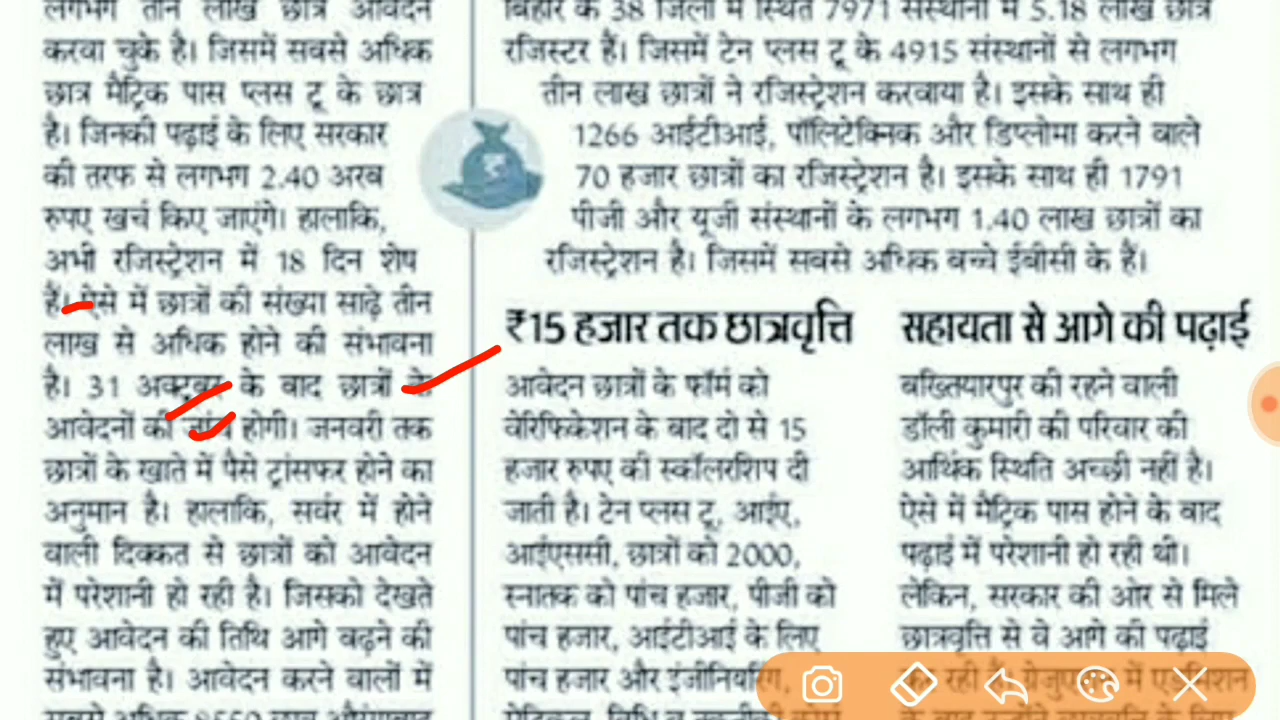 लगभग तीन लाख छात्र आवेदन
करवा चुके है। जिसमें सबसे अधिक
छात्र मैट्रिक पास प्लस टू के छात्र
है। जिनकी पढ़ाई के लिए सरकार
की तरफ से लगभग 2.40 अरब
रुपए खर्च किए जाएंगे। हालाकि,
अभी रजिस्ट्रेशन में 18 दिन शेष
हैं। ऐसे में छात्रों की संख्या साढ़े तीन
लाख से अधिक होने की संभावना
है। 31 अक्टूबर के बाद छात्रों के
आवेदनों की जांच होगी। जनवरी तक
छात्रों के खाते में पैसे ट्रांसफर होने का
अनुमान है। हालाकि, सर्वर में होने
वाली दिक्कत से छात्रों को आवेदन
में परेशानी हो रही है। जिसको देखते
हुए आवेदन की तिथि आगे बढ़ने की
संभावना है। आवेदन करने वालों में
बिहार के 38 जिलों में स्थित 7971 संस्थानों में 5.18 लाख छात्र
रजिस्टर हैं। जिसमें टेन प्लस टू के 4915 संस्थानों से लगभग
तीन लाख छात्रों ने रजिस्ट्रेशन करवाया है। इसके साथ ही
1266 आईटीआई, पॉलिटेक्निक और डिप्लोमा करने वाले
70 हजार छात्रों का रजिस्ट्रेशन है। इसके साथ ही 1791
पीजी और यूजी संस्थानों के लगभग 1.40 लाख छात्रों का
रजिस्ट्रेशन है। जिसमें सबसे अधिक बच्चे ईबीसी के हैं।
₹15 हजार तक छात्रवृत्ति
आवेदन छात्रों के फॉर्म को
वेरिफिकेशन के बाद दो से 15
हजार रुपए की स्कॉलरशिप दी
जाती है। टेन प्लस टू, आईए,
आईएससी, छात्रों को 2000,
स्नातक को पांच हजार, पीजी को
पांच हजार, आईटीआई के लिए
पांच हजार और इंजीनियरिंग,
सहायता से आगे की पढ़ाई
बख्तियारपुर की रहने वाली
डॉली कुमारी की परिवार की
आर्थिक स्थिति अच्छी नहीं है।
ऐसे में मैट्रिक पास होने के बाद
पढ़ाई में परेशानी हो रही थी।
लेकिन, सरकार की ओर से मिले
छात्रवृत्ति से वे आगे की पढ़ाई
कर रही है। ग्रेजुएशन में एडमिशन